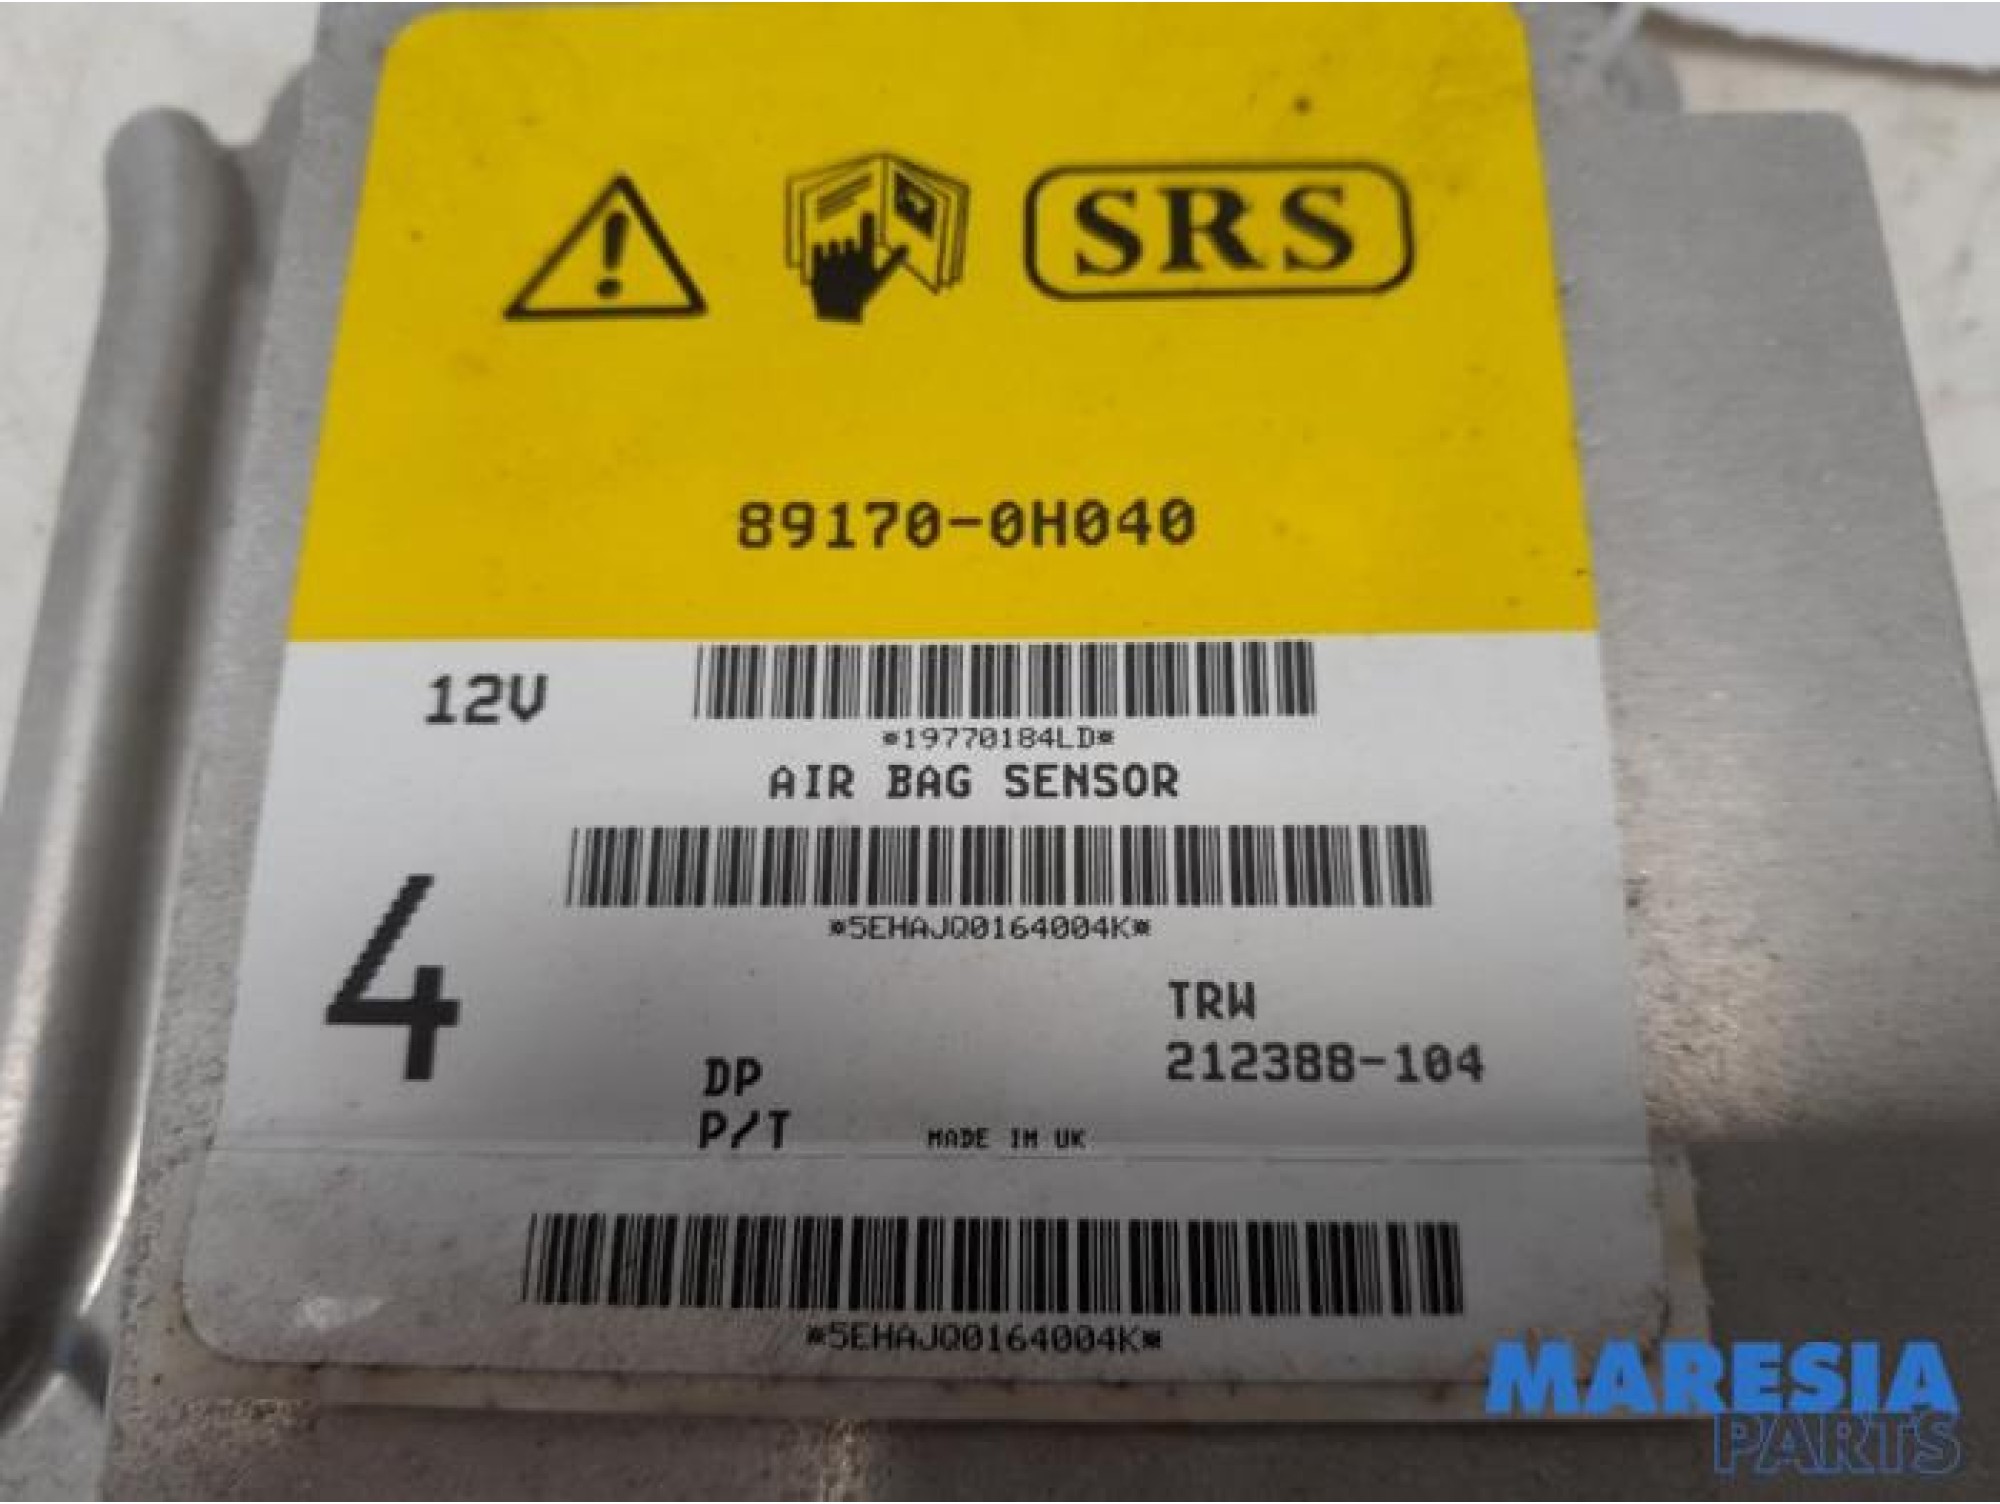 SRS
89170-0H040
12V
*19770184LD*
AIR BAG SENSOR
*5EHAJQ0164004K*
4
TRW
212388-104
DP
P/T
MADE IN UK
*5EHAJQ0164004K*
MARESIA
PARTS